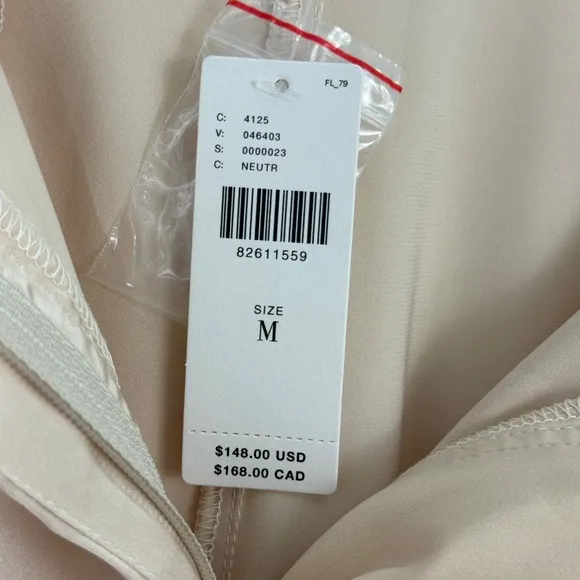 FL_79
C: 4125
V: 046403
S: 0000023
C: NEUTR
82611559
SIZE
M
$148.00 USD
$168.00 CAD